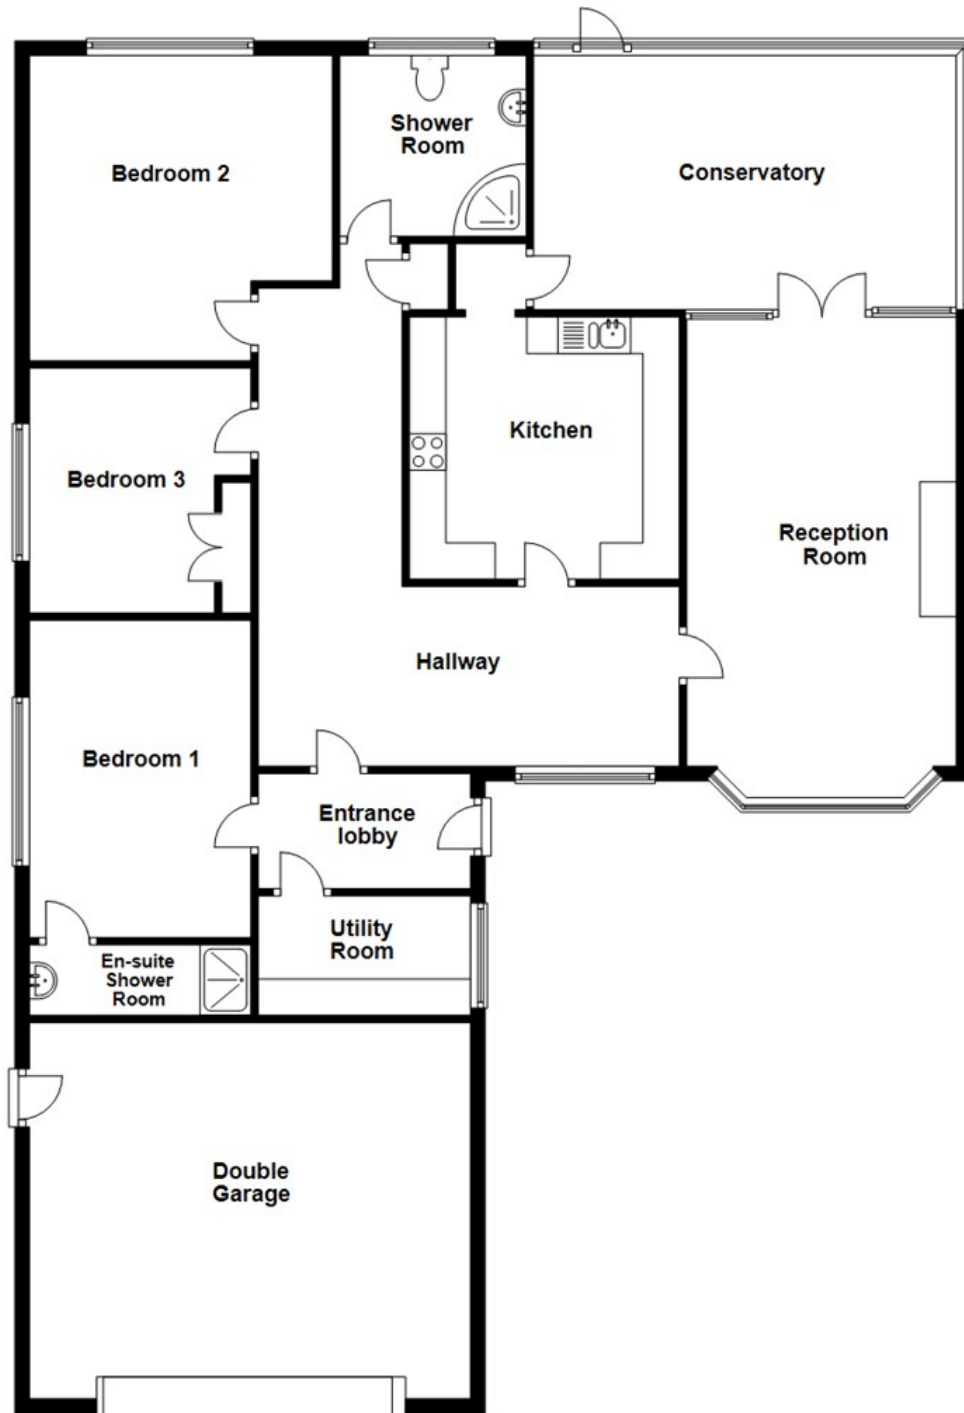 Shower
Room
Bedroom 2
Conservatory
Kitchen
Bedroom 3
Reception
Room
Hallway
Bedroom 1
Entrance
lobby
Utility
Room
En-suite
Shower
Room
Double
Garage